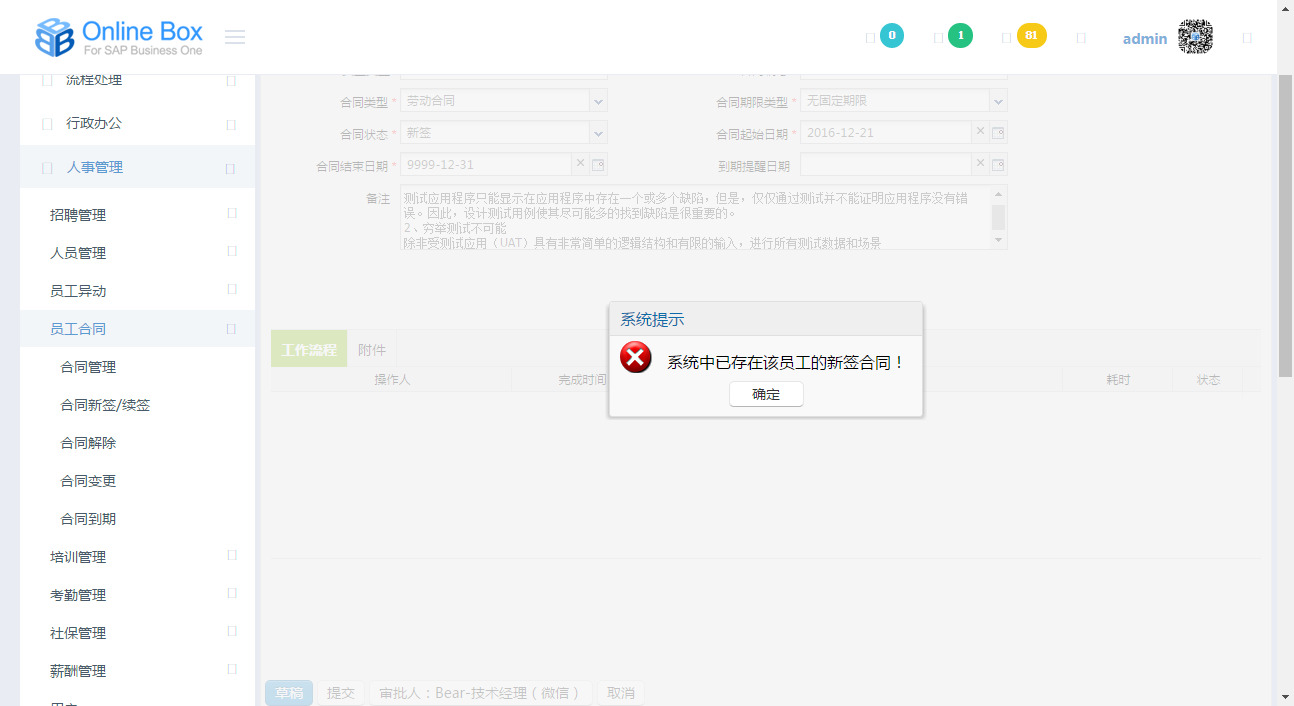 Online Box
For SAP Business One
0
1
81
admin
流程处理
行政办公
人事管理
招聘管理
人员管理
员工异动
员工合同
合同管理
合同新签/续签
合同解除
合同变更
合同到期
培训管理
考勤管理
社保管理
薪酬管理
合同类型 * 劳动合同
合同期限类型 * 无固定期限
合同状态 * 新签
合同起始日期 * 2016-12-21
合同结束日期 * 9999-12-31
到期提醒日期
备注
测试应用程序只能显示在应用程序中存在一个或多个缺陷，但是，仅仅通过测试并不能证明应用程序没有错
误。因此，设计测试用例使其尽可能多的找到缺陷是很重要的。
2、穷举测试不可能
除非受测试应用（UAT）具有非常简单的逻辑结构和有限的输入，进行所有测试数据和场景
工作流程 附件
操作人 完成时间 耗时 状态
系统提示
系统中已存在该员工的新签合同！
确定
草稿 提交 审批人：Bear-技术经理（微信） 取消